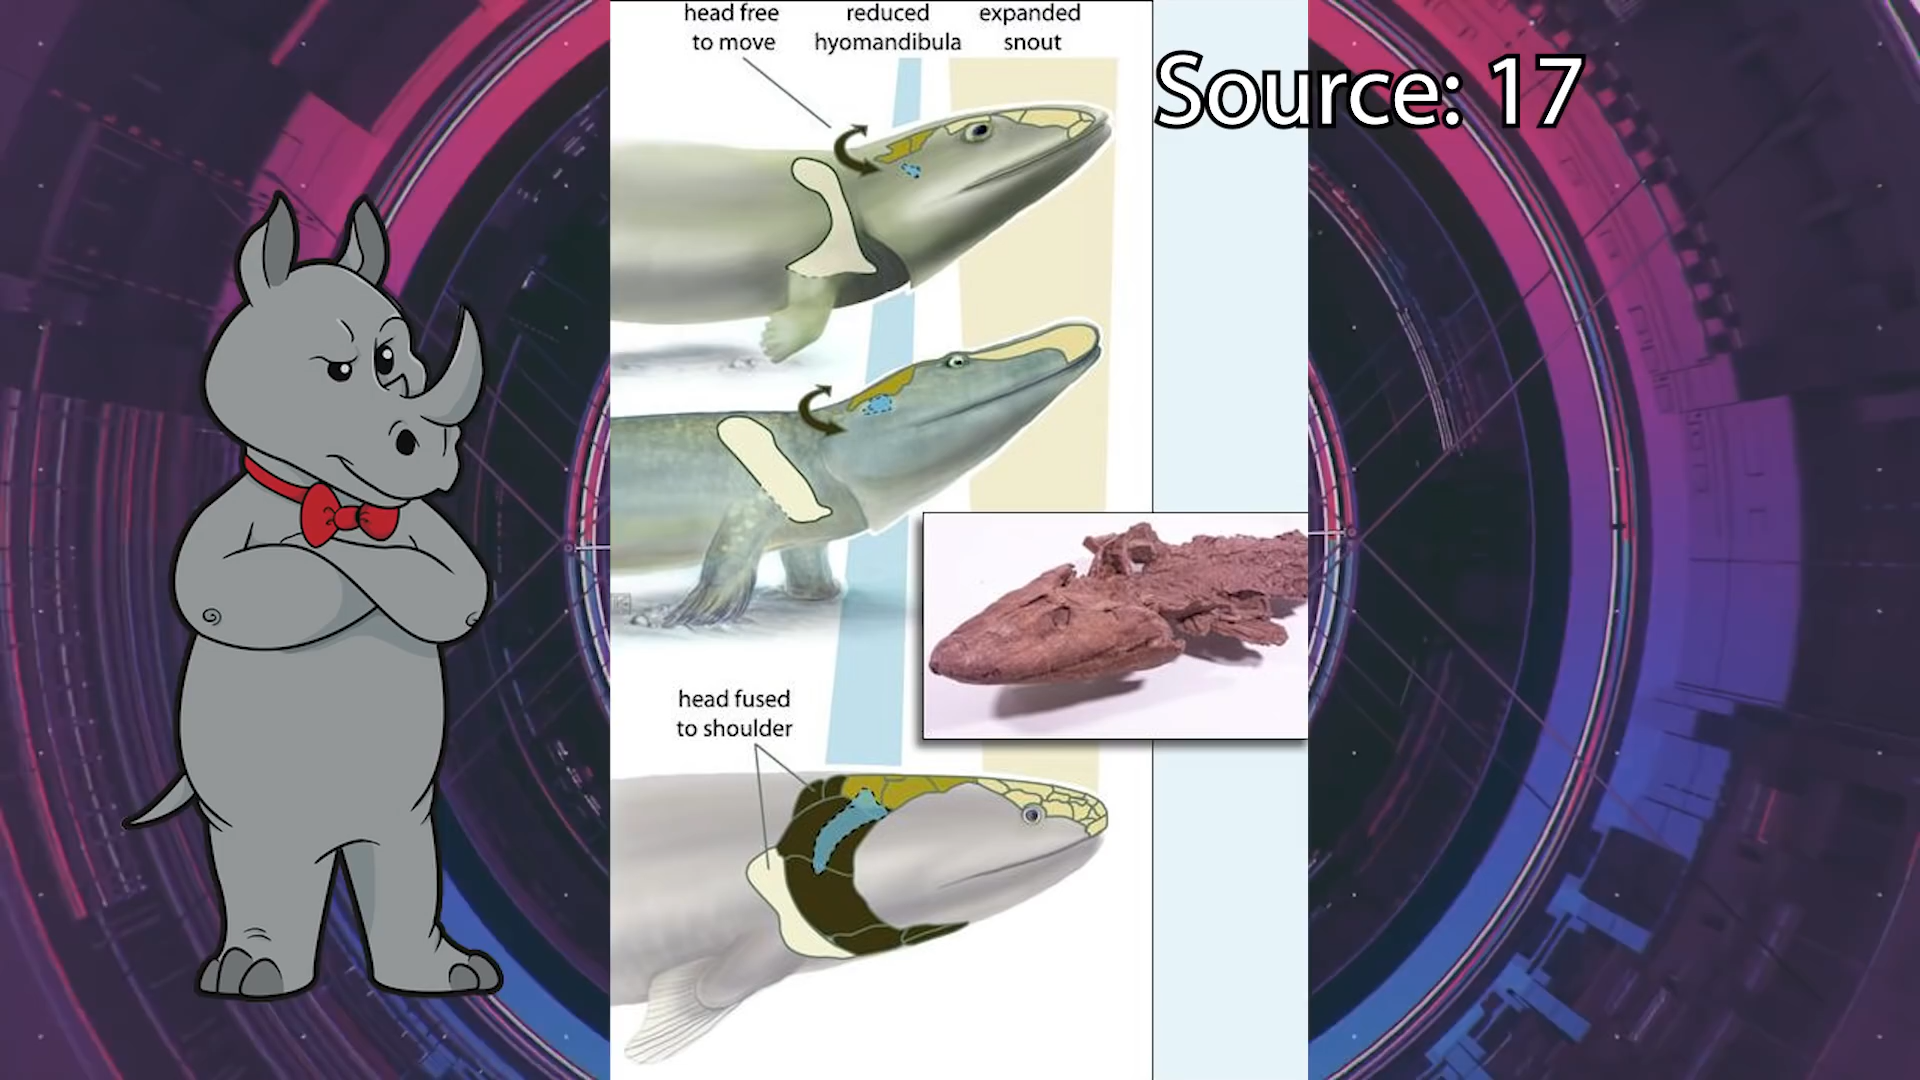 head free
to move
reduced
hyomandibula
expanded
snout
Source: 17
head fused
to shoulder